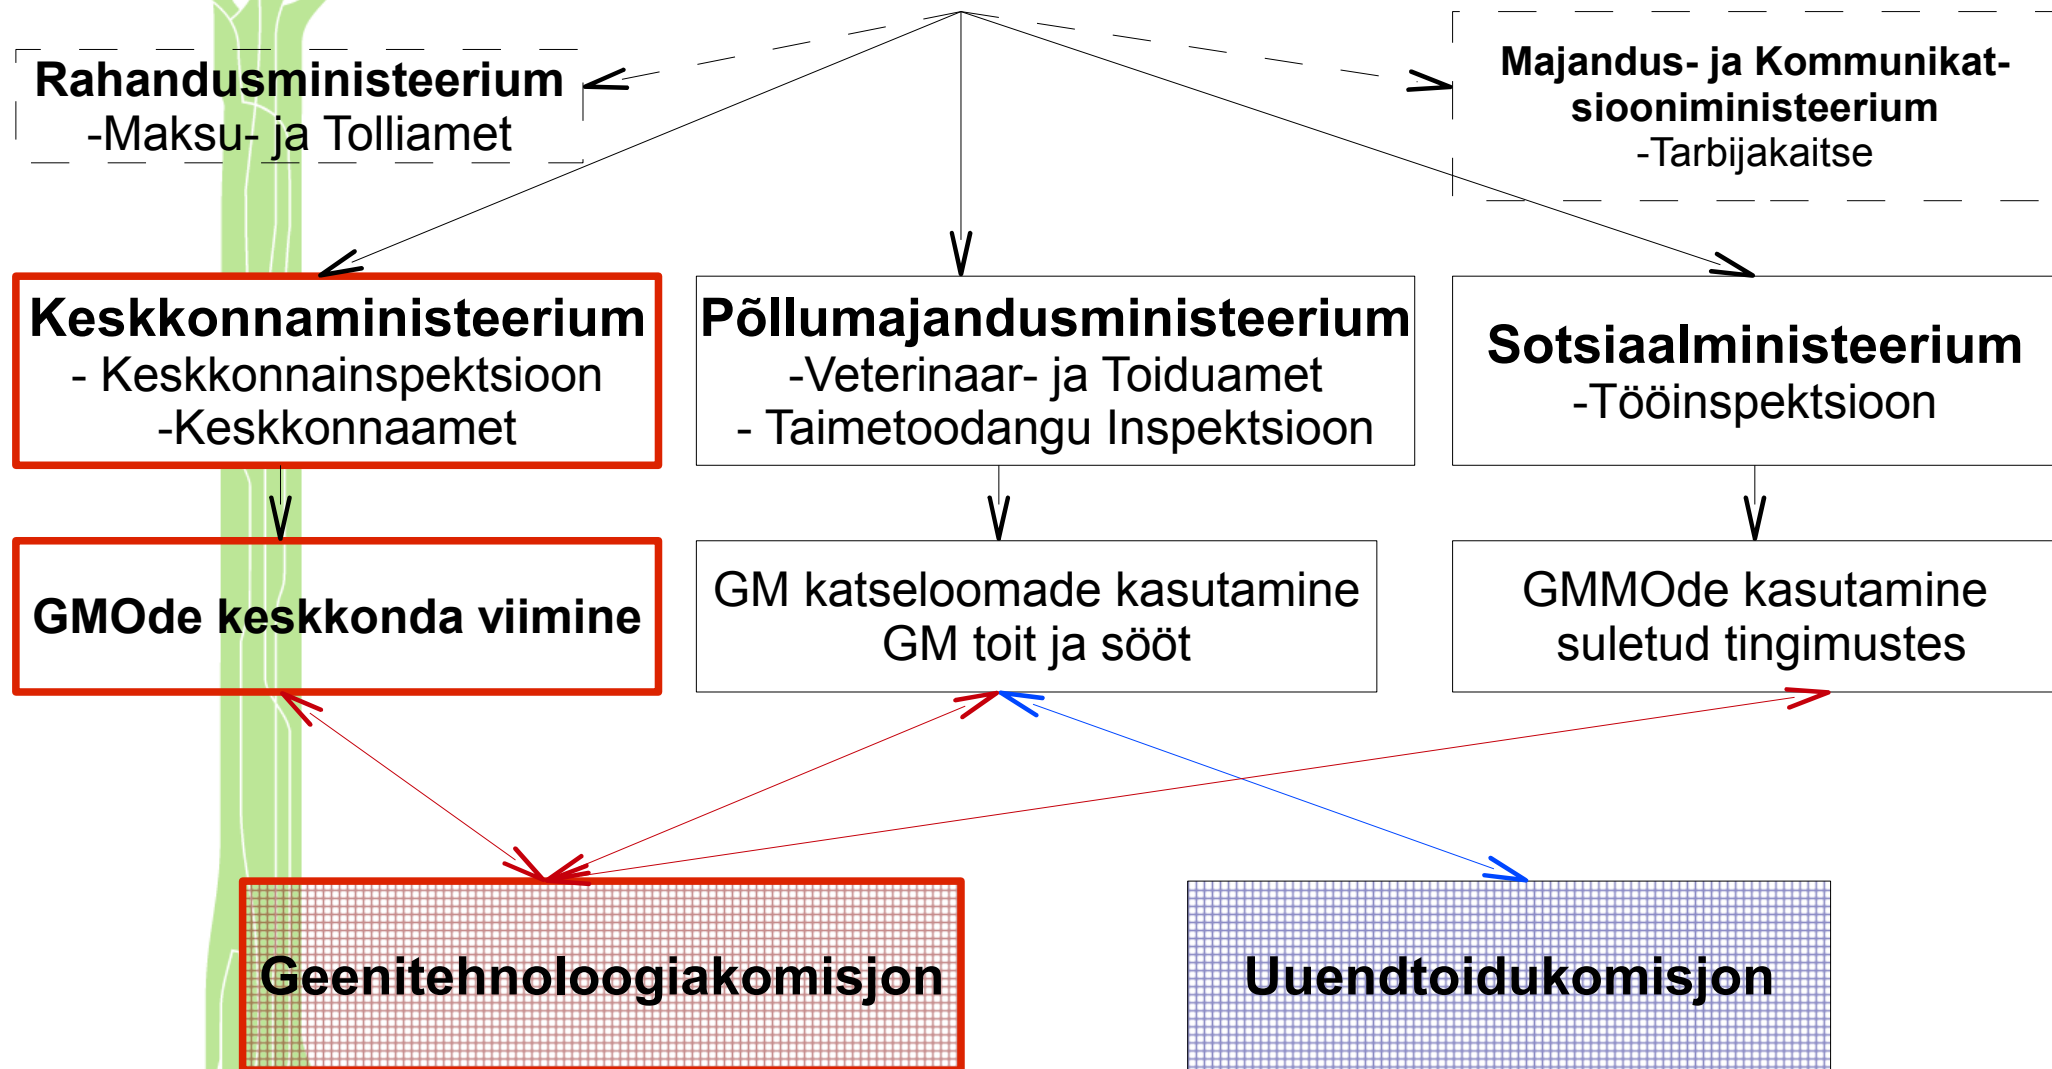 Rahandusministeerium
-Maksu- ja Tolliamet
Majandus- ja Kommunikat-
siooniministeerium
-Tarbijakaitse
Keskkonnaministeerium
- Keskkonnainspektsioon
-Keskkonnaamet
Põllumajandusministeerium
-Veterinaar- ja Toiduamet
- Taimetoodangu Inspektsioon
Sotsiaalministeerium
-Tööinspektsioon
GMOde keskkonda viimine
GM katseloomade kasutamine
GM toit ja sööt
GMMOde kasutamine
suletud tingimustes
Geenitehnoloogiakomisjon
Uuendtoidukomisjon